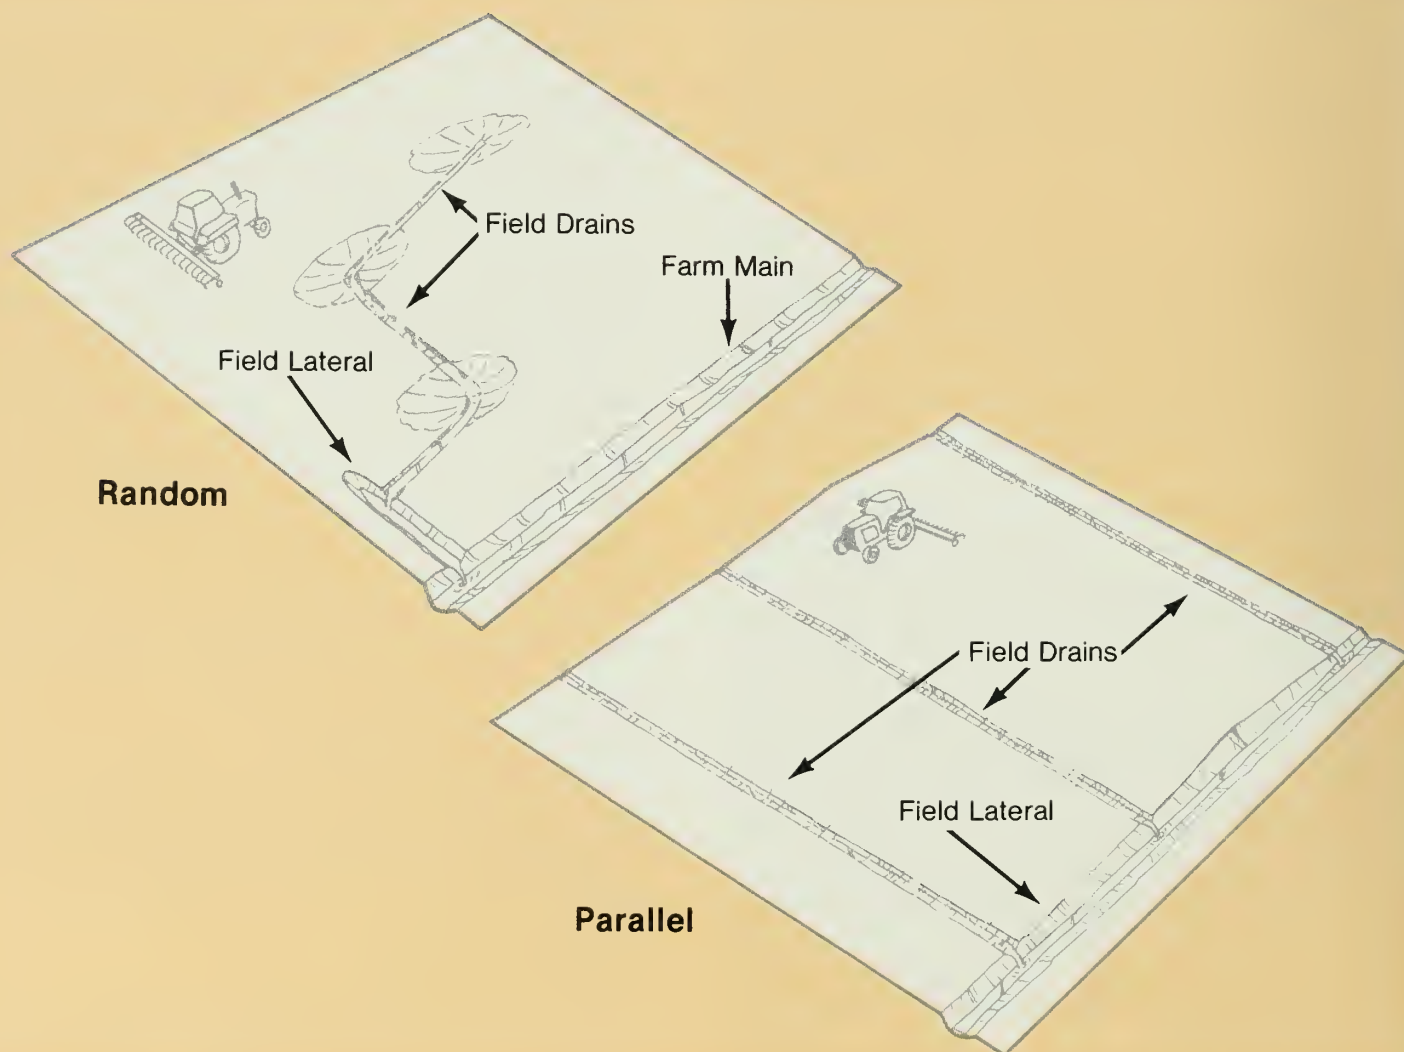 Field Drains
Farm Main
Field Lateral
Random
Field Drains
Field Lateral
Parallel